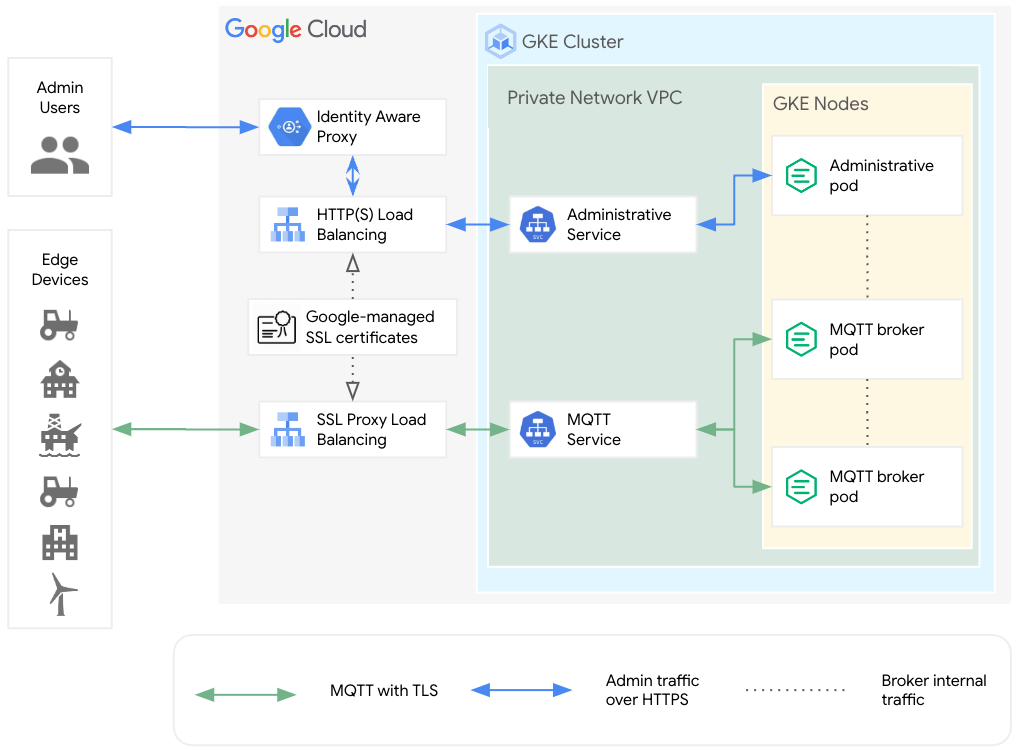 Google Cloud
GKE Cluster
Admin
Users
Identity Aware
Proxy
Private Network VPC
GKE Nodes
Administrative
pod
HTTP(S) Load
Balancing
Administrative
Service
SVC
Edge
Devices
Google-managed
SSL certificates
MQTT broker
pod
SSL Proxy Load
Balancing
MQTT
Service
SVC
MQTT broker
pod
MQTT with TLS
Admin traffic
over HTTPS
Broker internal
traffic